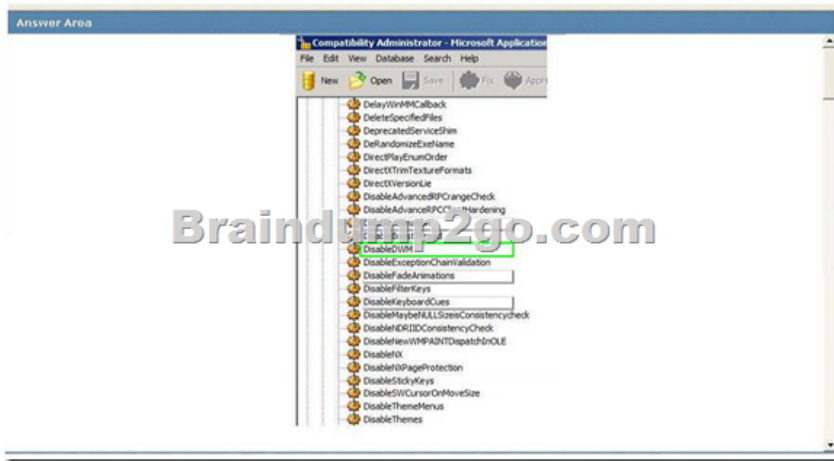 Answer Area
Compatibility Administrator - Microsoft Application
File Edit View Database Search Help
New Open Save Fix
DelayWinMMCallback
DeleteSpecifiedFiles
DeprecatedServiceShim
DeRandomizeExeName
DirectPlayEnumOrder
DirectXTrimTextureFormats
DirectXVersionLie
DisableAdvancedRPCrangeCheck
DisableAdvanceRPCClientHardening
Braindump2go.com
DisableDWM
DisableExceptionChainValidation
DisableFadeAnimations
DisableFilterKeys
DisableKeyboardCues
DisableMaybeNULLSizeisConsistencycheck
DisableNDRIIDConsistencyCheck
DisableNewWMPAINTDispatchInOLE
DisableNX
DisableNXPageProtection
DisableStickyKeys
DisableSWCursorOnMoveSize
DisableThemeMenus
DisableThemes